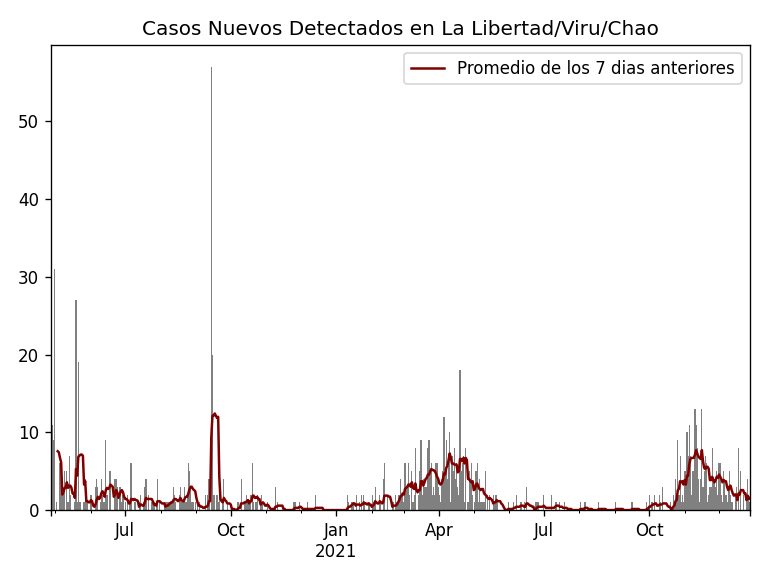 Casos Nuevos Detectados en La Libertad/Viru/Chao
Promedio de los 7 dias anteriores
50
40
30
20
10
0
Jul Oct Jan Apr Jul Oct
2021